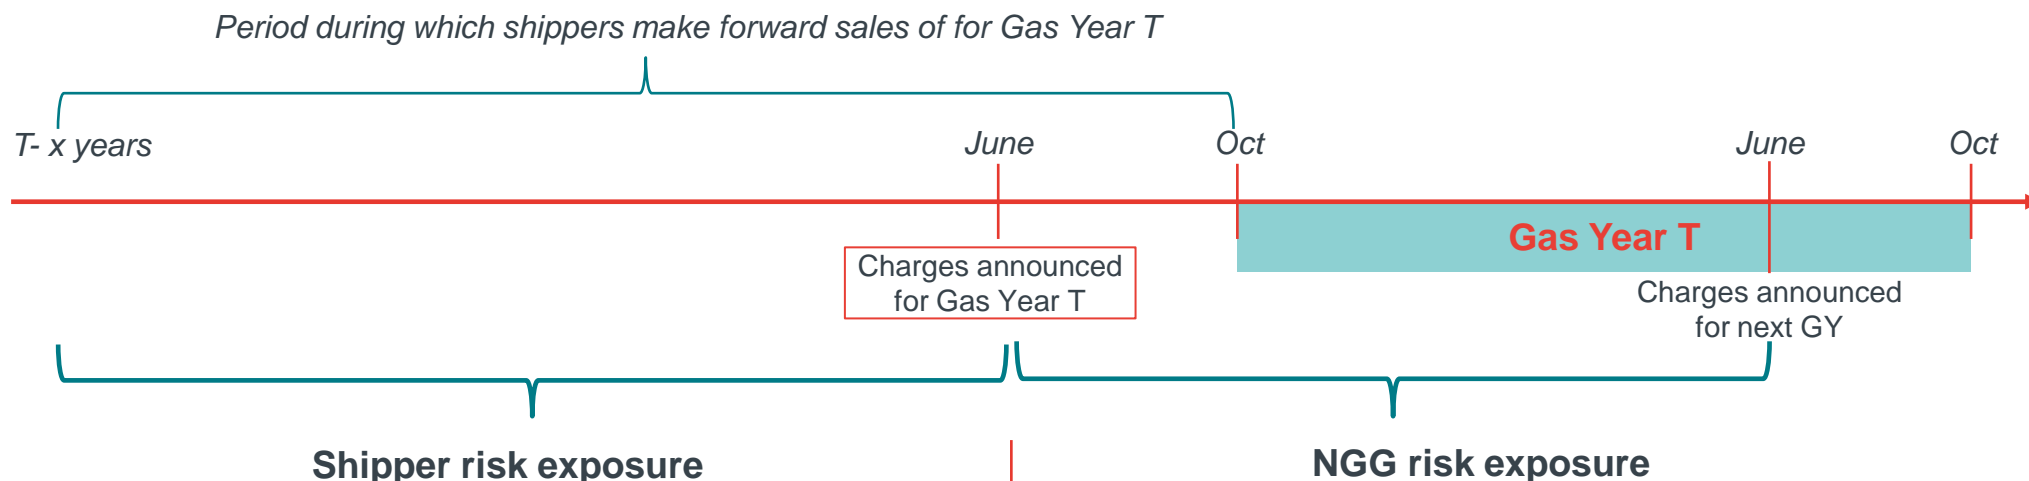 Period during which shippers make forward sales of for Gas Year T
T- x years
June
Oct
June
Oct
Gas Year T
Charges announced
for Gas Year T
Charges announced
for next GY
Shipper risk exposure
NGG risk exposure